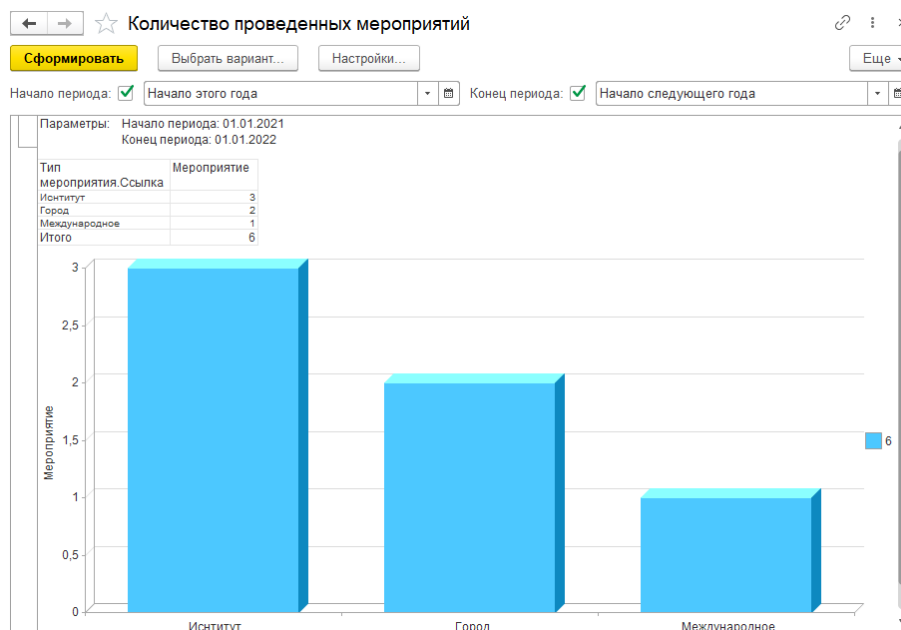 Количество проведенных мероприятий
Сформировать Выбрать вариант... Настройки... Еще
Начало периода: Начало этого года Конец периода: Начало следующего года
Параметры: Начало периода: 01.01.2021
Конец периода: 01.01.2022
Тип Мероприятие
мероприятия.Ссылка
Иснтитут 3
Город 2
Международное 1
Итого 6
3
2,5
2
1,5
1
0,5
0
Мероприятие
6
Иснтитут Город Международное